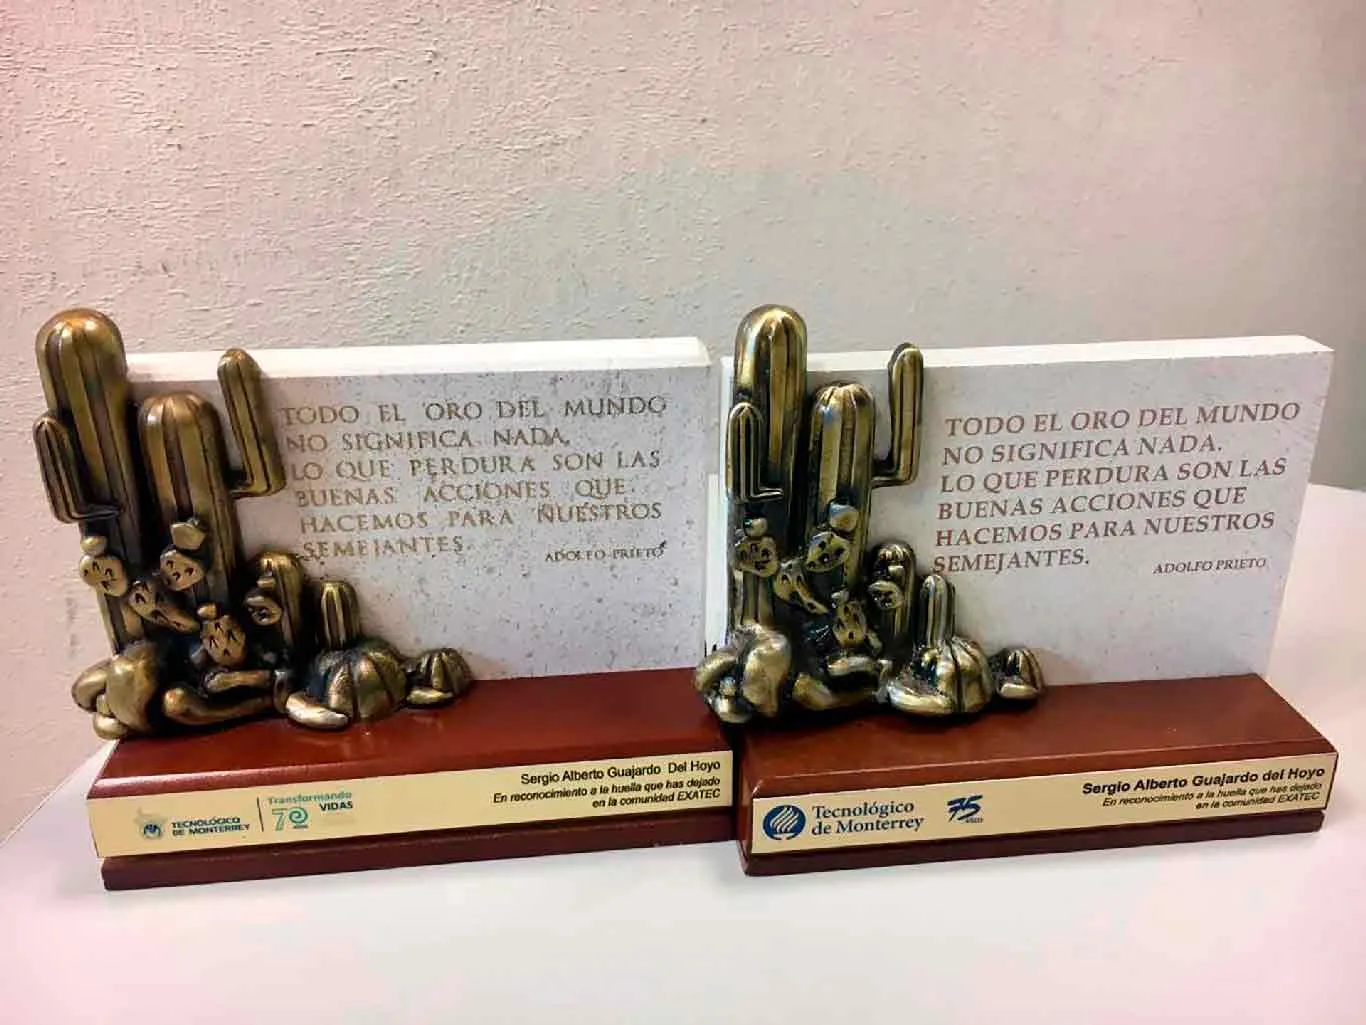 TODO EL ORO DEL MUNDO
NO SIGNIFICA NADA.
LO QUE PERDURA SON LAS
BUENAS ACCIONES QUE
HACEMOS PARA NUESTROS
SEMEJANTES.
ADOLFO PRIETO
TECNOLÓGICO
DE MONTERREY
Transformando
VIDAS
70
Sergio Alberto Guajardo Del Hoyo
En reconocimiento a la huella que has dejado
en la comunidad EXATEC
TODO EL ORO DEL MUNDO
NO SIGNIFICA NADA.
LO QUE PERDURA SON LAS
BUENAS ACCIONES QUE
HACEMOS PARA NUESTROS
SEMEJANTES.
ADOLFO PRIETO
Tecnológico
de Monterrey
75
AÑOS
Sergio Alberto Guajardo del Hoyo
En reconocimiento a la huella que has dejado
en la comunidad EXATEC